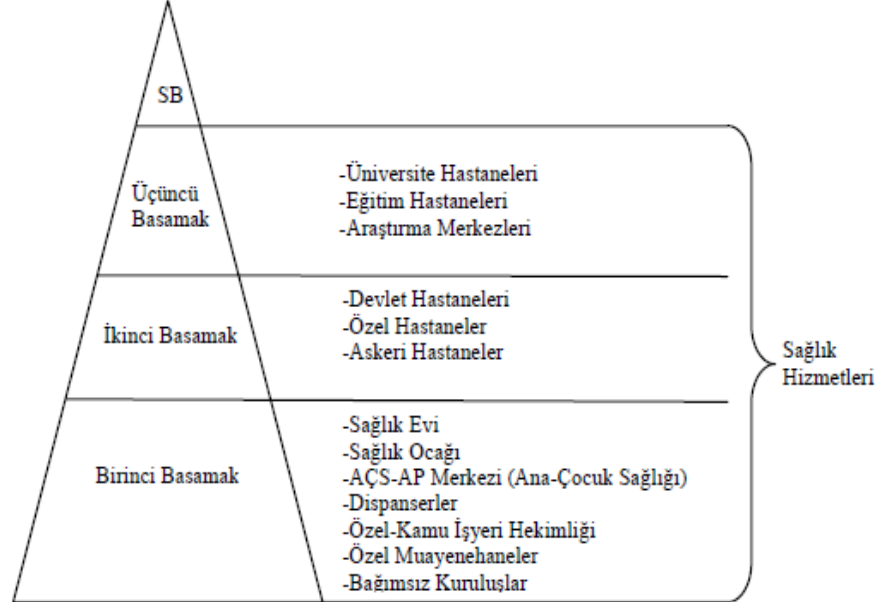 SB
Üçüncü
Basamak
-Üniversite Hastaneleri
-Eğitim Hastaneleri
-Araştırma Merkezleri
İkinci Basamak
-Devlet Hastaneleri
-Özel Hastaneler
-Askeri Hastaneler
Sağlık
Hizmetleri
Birinci Basamak
-Sağlık Evi
-Sağlık Ocağı
-AÇS-AP Merkezi (Ana-Çocuk Sağlığı)
-Dispanserler
-Özel-Kamu İşyeri Hekimliği
-Özel Muayenehaneler
-Bağımsız Kuruluşlar